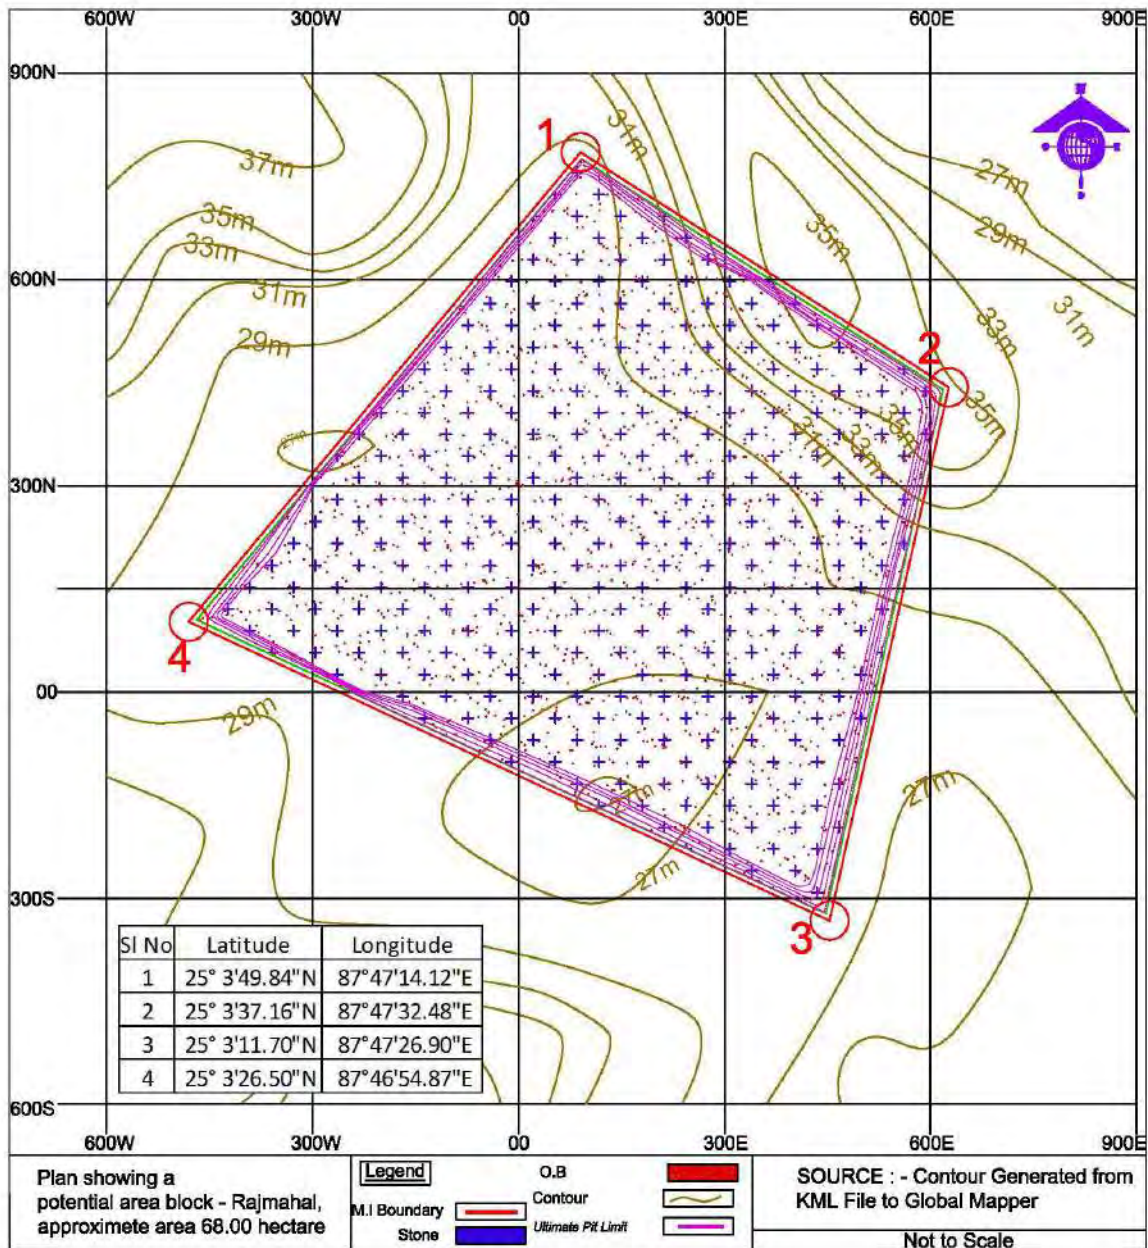 600W 300W 00 300E 600E 900E
900N
1
31m
27m
37m
35m
29m
35m
33m
31m
600N
31m
33m
29m
2
35m
35m
27m
31m
33m
300N
4
00
29m
27m
27m
27m
300S
3
Sl No Latitude Longitude
1 25° 3'49.84"N 87°47'14.12"E
2 25° 3'37.16"N 87°47'32.48"E
3 25° 3'11.70"N 87°47'26.90"E
4 25° 3'26.50"N 87°46'54.87"E
600S
600W 300W 00 300E 600E 900E
Plan showing a
potential area block - Rajmahal,
approximete area 68.00 hectare
Legend
O.B
Contour
M.I Boundary
Ultimate Pit Limit
Stone
SOURCE : - Contour Generated from
KML File to Global Mapper
Not to Scale